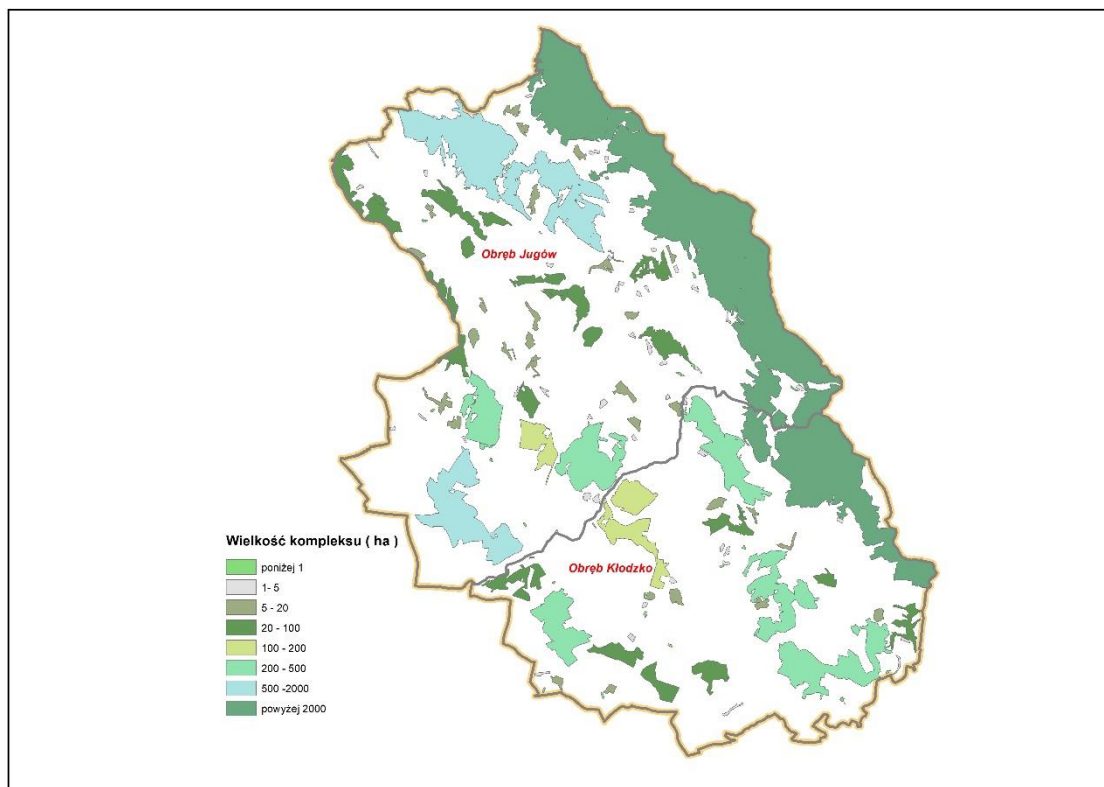 Obręb Jugów
Obręb Kłodzko
Wielkość kompleksu ( ha )
poniżej 1
1- 5
5 - 20
20 - 100
100 - 200
200 - 500
500 -2000
powyżej 2000